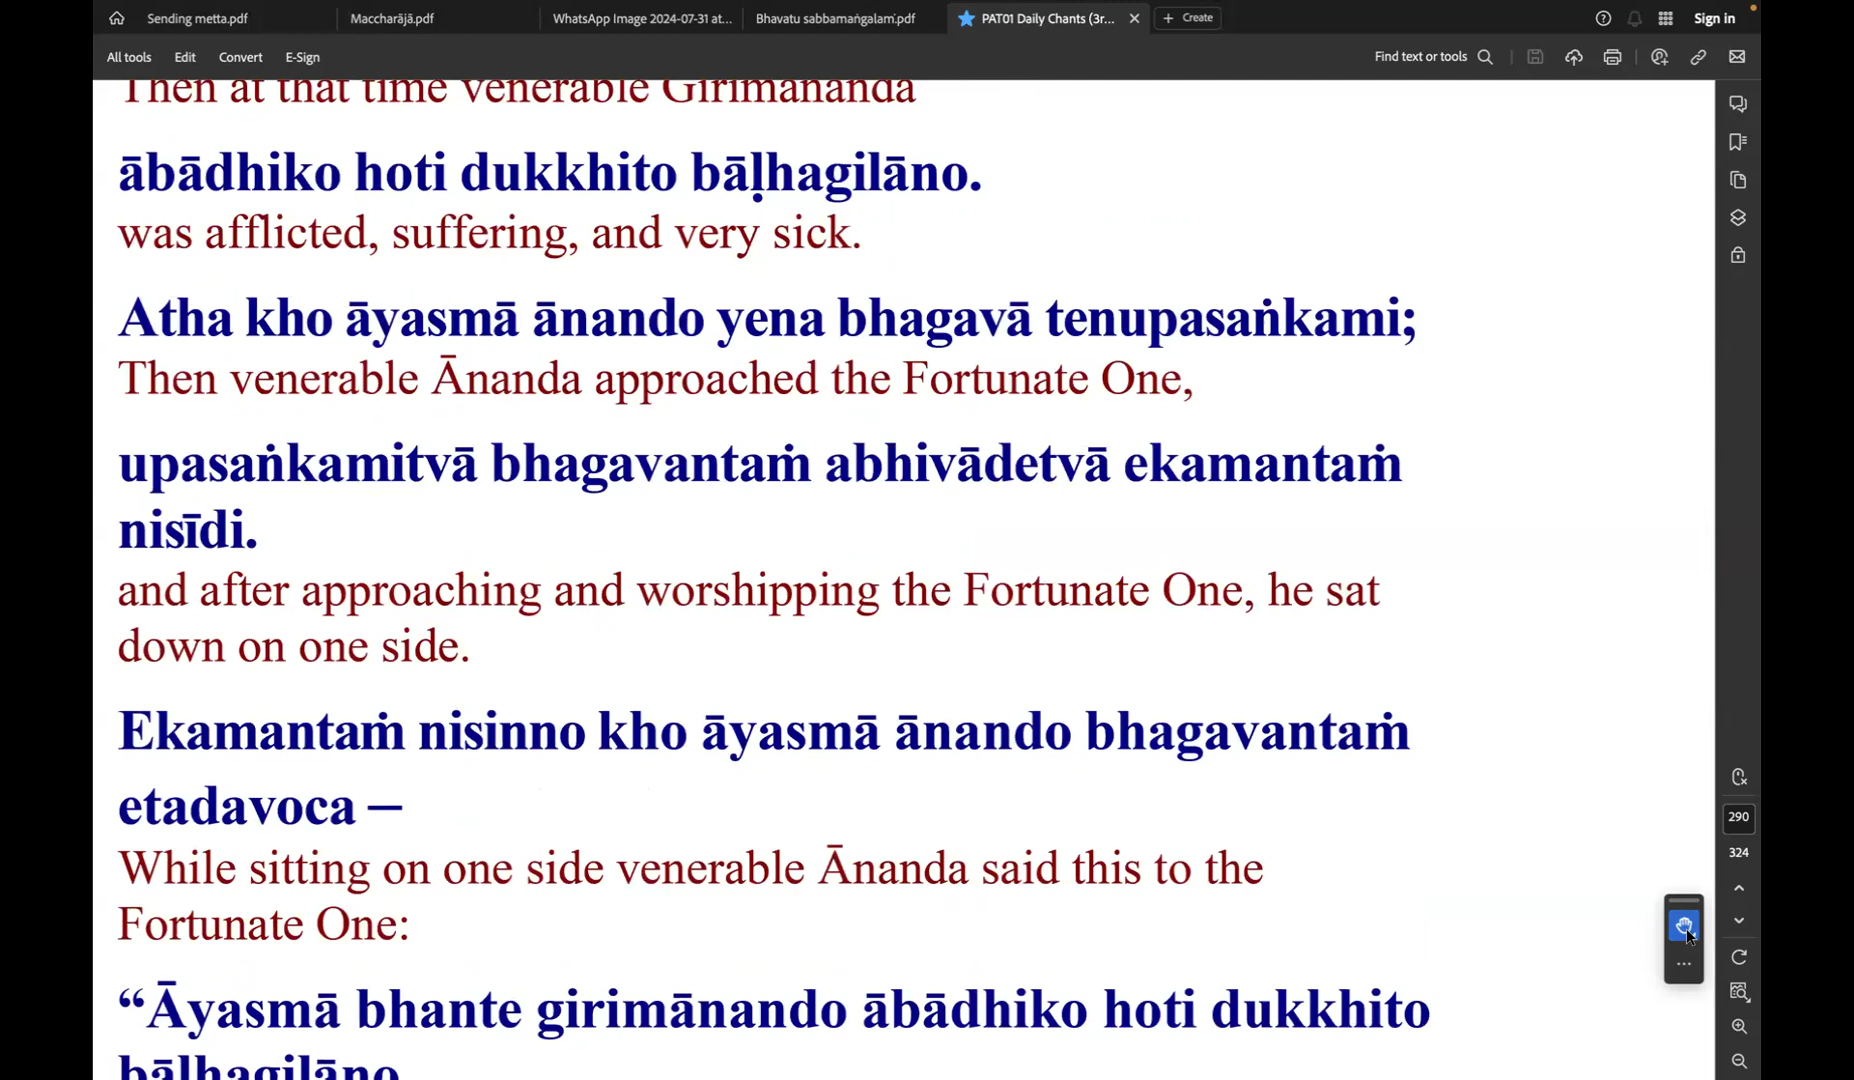 Sending metta.pdf
Maccharājā.pdf
WhatsApp Image 2024-07-31 at...
Bhavatu sabbamaṅgalaṁ.pdf
PAT01 Daily Chants (3r...
Create
Sign in
All tools
Edit
Convert
E-Sign
Find text or tools
Then at that time venerable Girimānanda
ābādhiko hoti dukkhito bāḷhagilāno.
was afflicted, suffering, and very sick.
Atha kho āyasmā ānando yena bhagavā tenupasaṅkami;
Then venerable Ānanda approached the Fortunate One,
upasaṅkamitvā bhagavantaṁ abhivādetvā ekamantaṁ
nisīdi.
and after approaching and worshipping the Fortunate One, he sat
down on one side.
Ekamantaṁ nisinno kho āyasmā ānando bhagavantaṁ
etadavoca –
While sitting on one side venerable Ānanda said this to the
Fortunate One:
“Āyasmā bhante girimānando ābādhiko hoti dukkhito
bāḷhagilāno
290
324